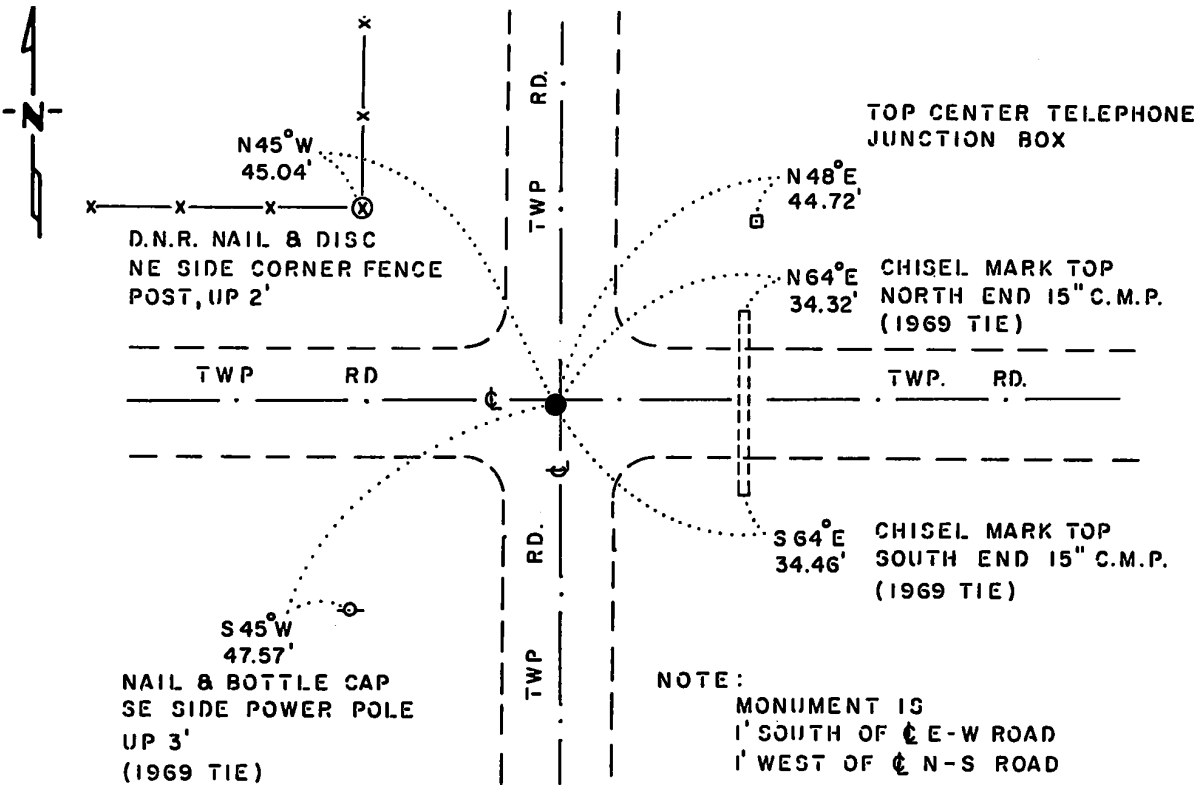 -N-
N45°W
45.04'
D.N.R. NAIL & DISC
NE SIDE CORNER FENCE
POST, UP 2'
TWP RD.
TOP CENTER TELEPHONE
JUNCTION BOX
N48°E
44.72'
N64°E
34.32'
CHISEL MARK TOP
NORTH END 15" C.M.P.
(1969 TIE)
TWP RD
℄
TWP. RD.
℄
S64°E
34.46'
CHISEL MARK TOP
SOUTH END 15" C.M.P.
(1969 TIE)
TWP RD.
S45°W
47.57'
NAIL & BOTTLE CAP
SE SIDE POWER POLE
UP 3'
(1969 TIE)
NOTE:
MONUMENT IS
1' SOUTH OF ℄ E-W ROAD
1' WEST OF ℄ N-S ROAD